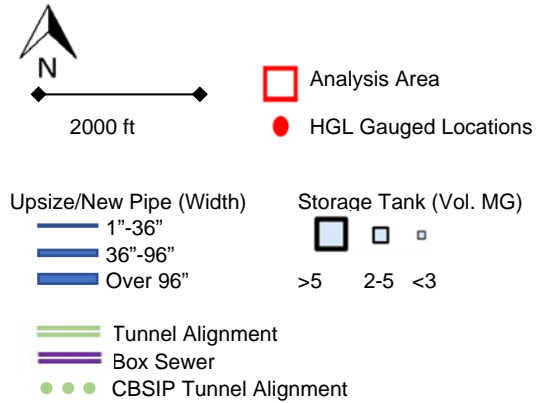 N
2000 ft
Analysis Area
HGL Gauged Locations
Upsize/New Pipe (Width)
1”-36”
36”-96”
Over 96”
Storage Tank (Vol. MG)
>5 2-5 <3
Tunnel Alignment
Box Sewer
CBSIP Tunnel Alignment